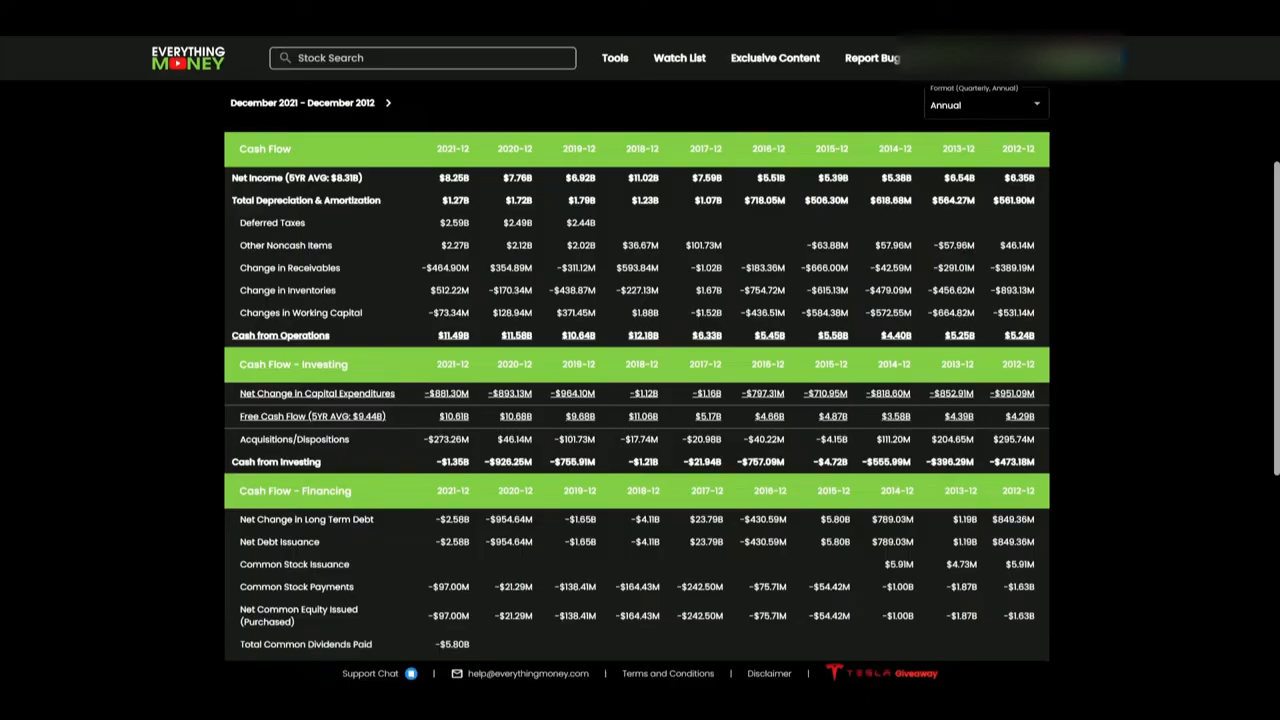 EVERYTHING
MONEY
Stock Search
Tools Watch List Exclusive Content Report Bug
December 2021 - December 2012
Format (Quarterly, Annual)
Annual
Cash Flow 2021-12 2020-12 2019-12 2018-12 2017-12 2016-12 2015-12 2014-12 2013-12 2012-12
Net Income (5YR AVG: $8.31B) $8.25B $7.76B $6.92B $11.02B $7.59B $5.51B $5.39B $5.38B $6.54B $6.35B
Total Depreciation & Amortization $1.27B $1.72B $1.79B $1.23B $1.07B $718.05M $506.30M $618.68M $564.27M $561.90M
Deferred Taxes $2.59B $2.49B $2.44B
Other Noncash Items $2.27B $2.12B $2.02B $36.67M $101.73M -$63.88M $57.96M -$57.96M $46.14M
Change in Receivables -$464.90M $354.89M -$311.12M $593.84M -$1.02B -$183.36M -$666.00M -$42.59M -$291.01M -$389.19M
Change in Inventories $512.22M -$170.34M -$438.87M -$227.13M $1.67B -$754.72M -$615.13M -$479.09M -$456.62M -$893.13M
Changes in Working Capital -$73.34M $128.94M $371.45M $1.88B -$1.52B -$436.51M -$584.38M -$572.55M -$664.82M -$531.14M
Cash from Operations $11.49B $11.58B $10.64B $12.18B $6.33B $5.45B $5.58B $4.40B $5.25B $5.24B
Cash Flow - Investing 2021-12 2020-12 2019-12 2018-12 2017-12 2016-12 2015-12 2014-12 2013-12 2012-12
Net Change in Capital Expenditures -$881.30M -$893.13M -$964.10M -$1.12B -$1.16B -$797.31M -$710.95M -$818.60M -$852.91M -$951.09M
Free Cash Flow (5YR AVG: $9.44B) $10.61B $10.68B $9.68B $11.06B $5.17B $4.66B $4.87B $3.58B $4.39B $4.29B
Acquisitions/Dispositions -$273.26M $46.14M -$101.73M -$17.74M -$20.98B -$40.22M -$4.15B $111.20M $204.65M $295.74M
Cash from Investing -$1.35B -$926.25M -$755.91M -$1.21B -$21.94B -$757.09M -$4.72B -$555.99M -$396.29M -$473.18M
Cash Flow - Financing 2021-12 2020-12 2019-12 2018-12 2017-12 2016-12 2015-12 2014-12 2013-12 2012-12
Net Change in Long Term Debt -$2.58B -$954.64M -$1.65B -$4.11B $23.79B -$430.59M $5.80B $789.03M $1.19B $849.36M
Net Debt Issuance -$2.58B -$954.64M -$1.65B -$4.11B $23.79B -$430.59M $5.80B $789.03M $1.19B $849.36M
Common Stock Issuance $5.91M $4.73M $5.91M
Common Stock Payments -$97.00M -$21.29M -$138.41M -$164.43M -$242.50M -$75.71M -$54.42M -$1.00B -$1.87B -$1.63B
Net Common Equity Issued
(Purchased) -$97.00M -$21.29M -$138.41M -$164.43M -$242.50M -$75.71M -$54.42M -$1.00B -$1.87B -$1.63B
Total Common Dividends Paid -$5.80B
Support Chat | help@everythingmoney.com | Terms and Conditions | Disclaimer | TESLA Giveaway